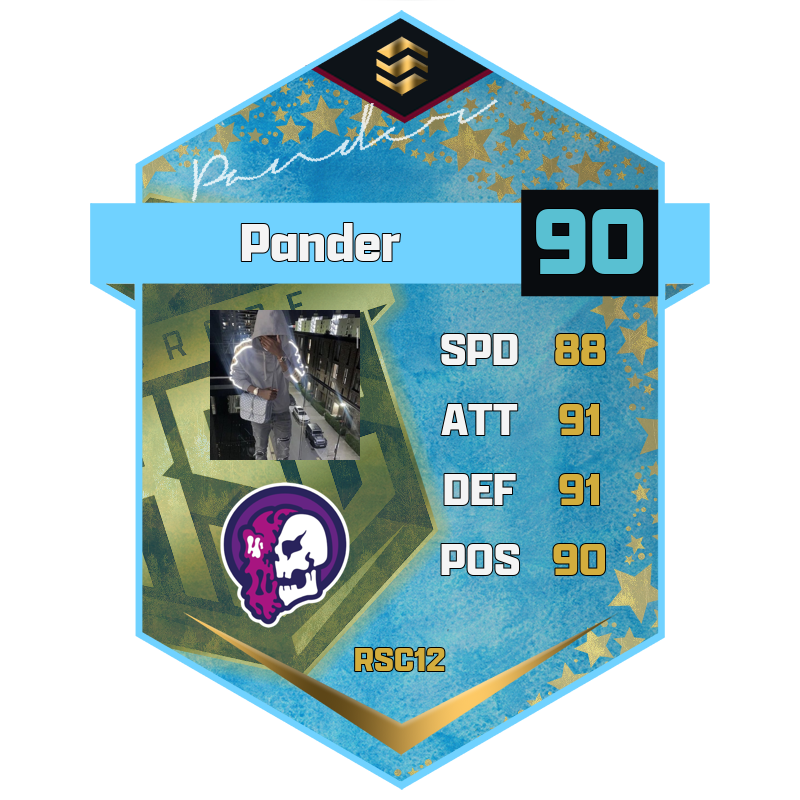 Pander
Pander
90
SPD 88
ATT 91
DEF 91
POS 90
RSC12